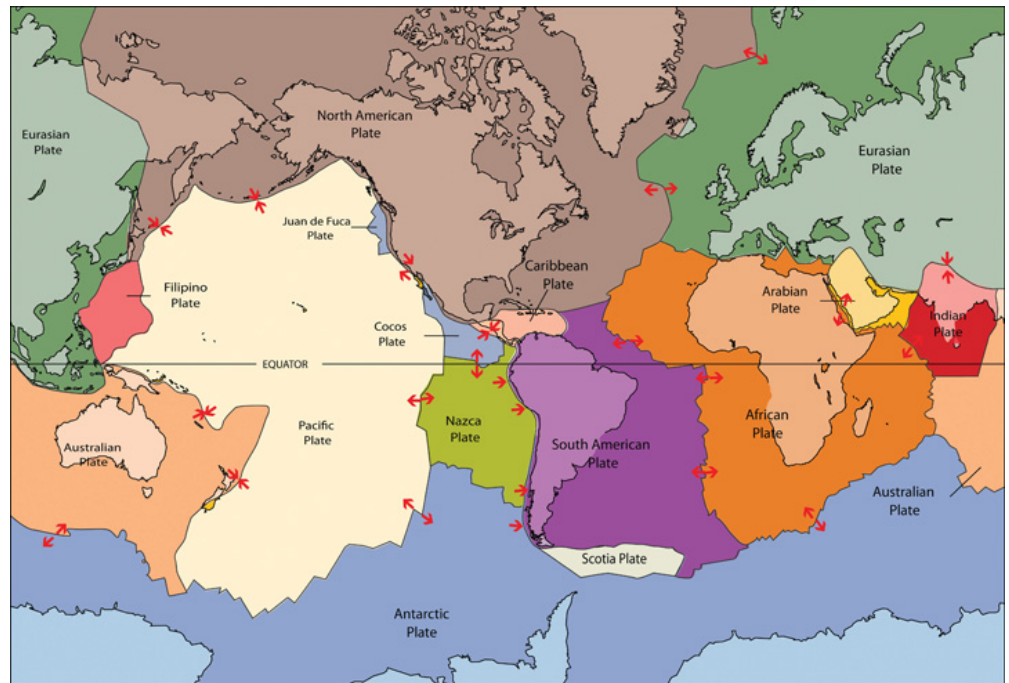 North American
Plate
Eurasian
Plate
Eurasian
Plate
Juan de Fuca
Plate
Caribbean
Plate
Filipino
Plate
Arabian
Plate
Indian
Plate
Cocos
Plate
EQUATOR
Pacific
Plate
Nazca
Plate
African
Plate
Australian
Plate
South American
Plate
Australian
Plate
Scotia Plate
Antarctic
Plate